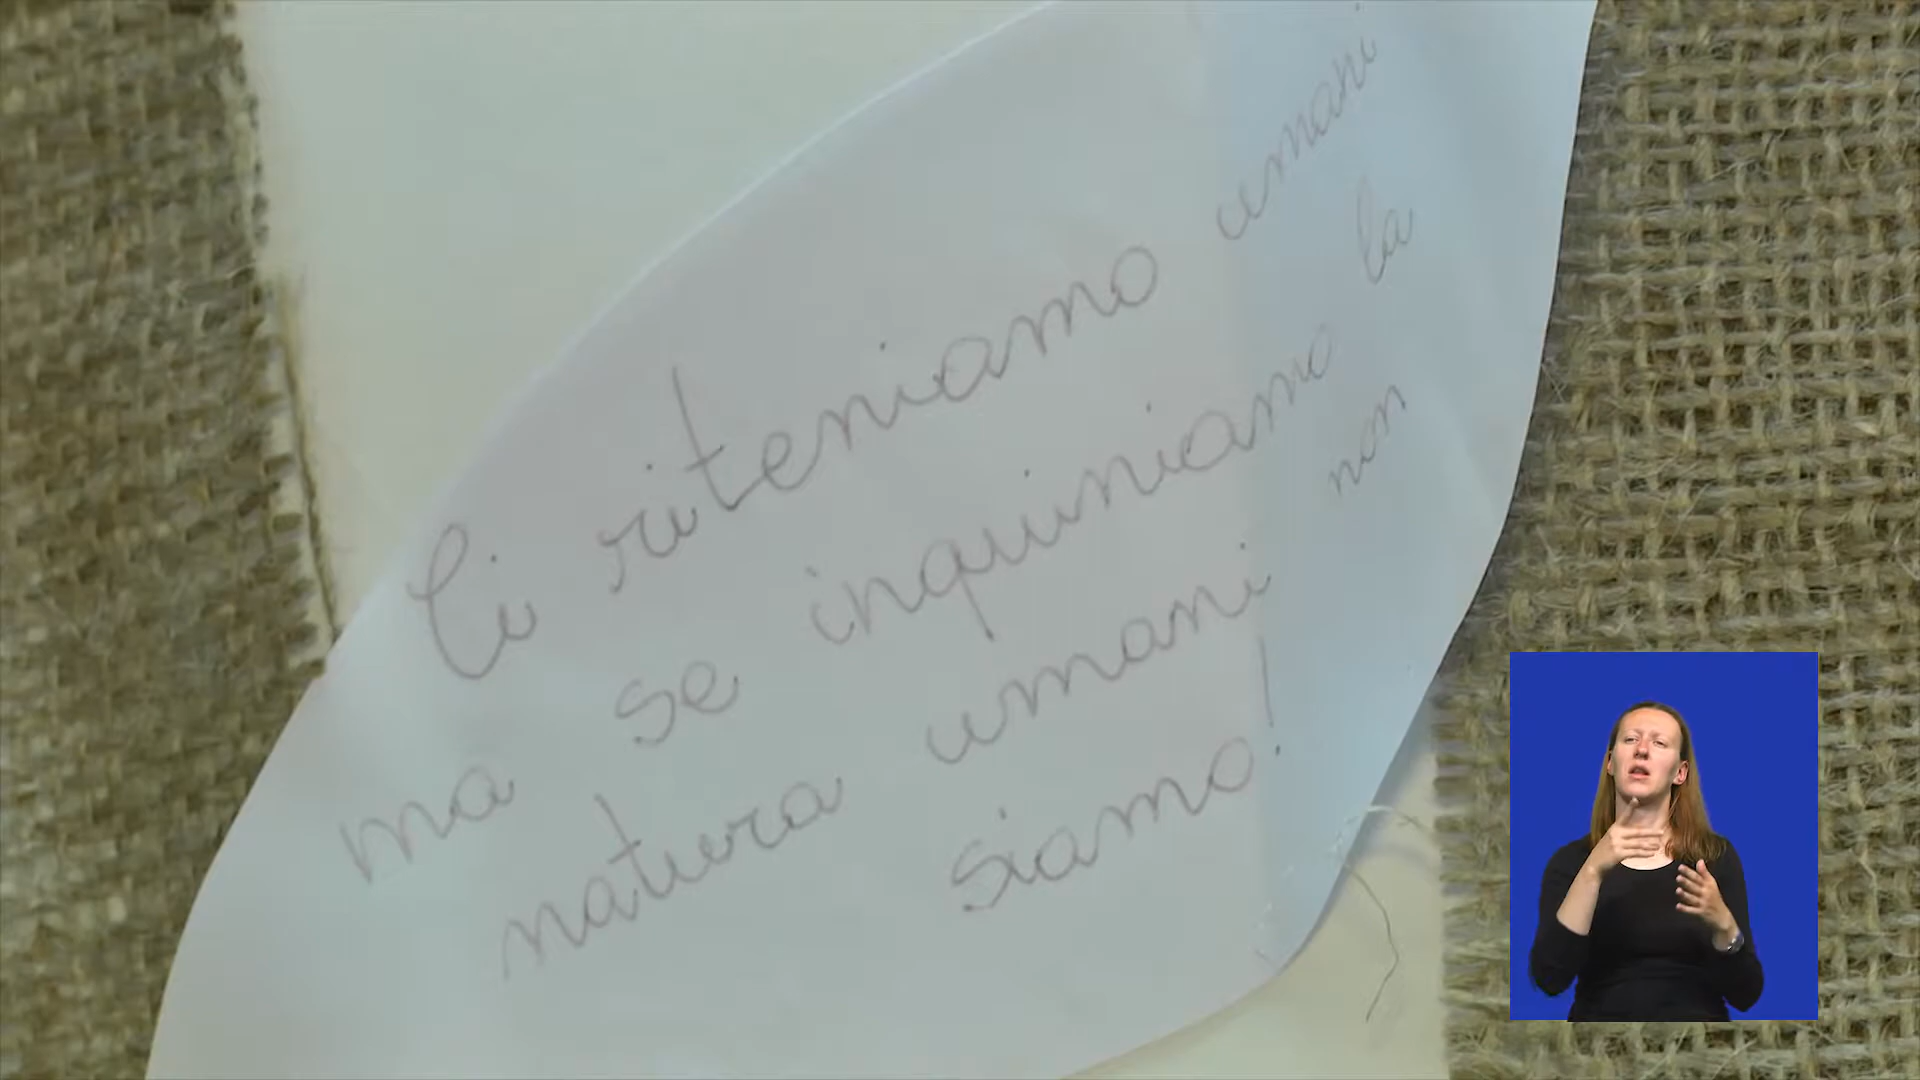 Ci riteniamo umani
ma se inquiniamo la
natura umani non
siamo!